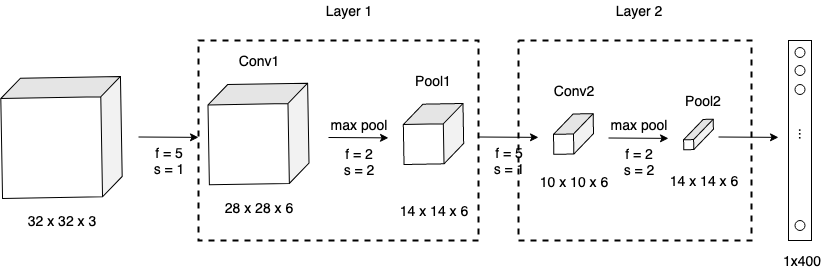 Layer 1
Layer 2
Conv1
Pool1
Conv2
Pool2
max pool
max pool
f = 5
s = 1
f = 2
s = 2
f = 5
s = 1
f = 2
s = 2
32 x 32 x 3
28 x 28 x 6
14 x 14 x 6
10 x 10 x 6
14 x 14 x 6
...
1x400